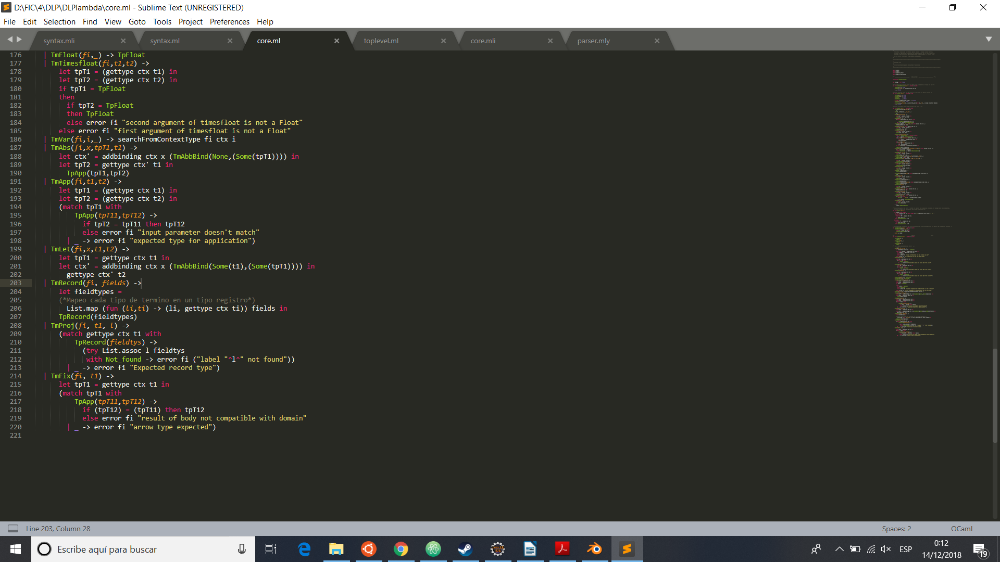 D:\FIC\4\DLP\DLPlambda\core.ml - Sublime Text (UNREGISTERED)
File Edit Selection Find View Goto Tools Project Preferences Help
syntax.mli syntax.ml core.ml toplevel.ml core.mli parser.mly
176 | TmFloat(fi,_) -> TpFloat
177 | TmTimesfloat(fi,t1,t2) ->
178 let tpT1 = (gettype ctx t1) in
179 let tpT2 = (gettype ctx t2) in
180 if tpT1 = TpFloat
181 then
182 if tpT2 = TpFloat
183 then TpFloat
184 else error fi "second argument of timesfloat is not a Float"
185 else error fi "first argument of timesfloat is not a Float"
186 | TmVar(fi,i,_) -> searchFromContextType fi ctx i
187 | TmAbs(fi,x,tpT1,t1) ->
188 let ctx' = addbinding ctx x (TmAbbBind(None,(Some(tpT1)))) in
189 let tpT2 = gettype ctx' t1 in
190 TpApp(tpT1,tpT2)
191 | TmApp(fi,t1,t2) ->
192 let tpT1 = (gettype ctx t1) in
193 let tpT2 = (gettype ctx t2) in
194 (match tpT1 with
195 TpApp(tpT11,tpT12) ->
196 if tpT2 = tpT11 then tpT12
197 else error fi "input parameter doesn't match"
198 | _ -> error fi "expected type for application")
199 | TmLet(fi,x,t1,t2) ->
200 let tpT1 = gettype ctx t1 in
201 let ctx' = addbinding ctx x (TmAbbBind(Some(t1),(Some(tpT1)))) in
202 gettype ctx' t2
203 | TmRecord(fi, fields) ->
204 let fieldtypes =
205 (*Mapeo cada tipo de termino en un tipo registro*)
206 List.map (fun (li,ti) -> (li, gettype ctx ti)) fields in
207 TpRecord(fieldtypes)
208 | TmProj(fi, t1, l) ->
209 (match gettype ctx t1 with
210 TpRecord(fieldtys) ->
211 (try List.assoc l fieldtys
212 with Not_found -> error fi ("label "^l^" not found"))
213 | _ -> error fi "Expected record type")
214 | TmFix(fi, t1) ->
215 let tpT1 = gettype ctx t1 in
216 (match tpT1 with
217 TpApp(tpT11,tpT12) ->
218 if (tpT12) = (tpT11) then tpT12
219 else error fi "result of body not compatible with domain"
220 | _ -> error fi "arrow type expected")
221
Line 203, Column 28 Spaces: 2 OCaml
Escribe aquí para buscar ESP 0:12
14/12/2018 19